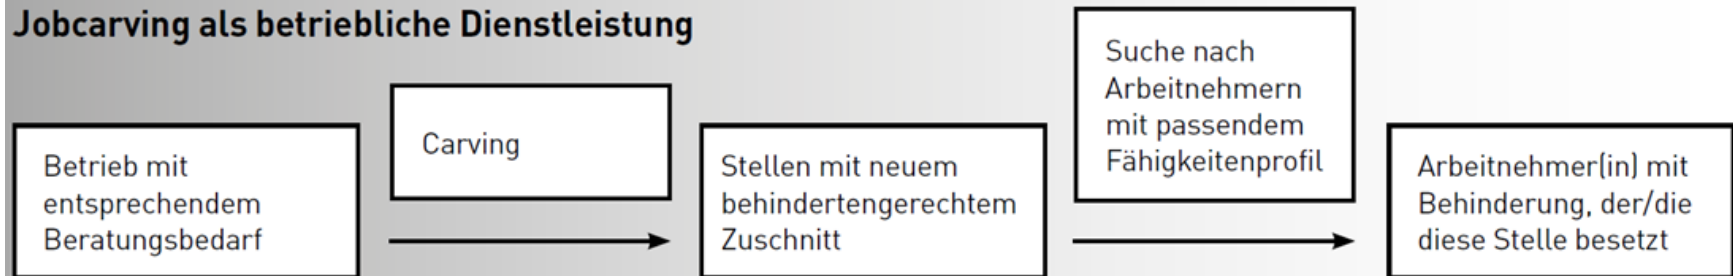 Jobcarving als betriebliche Dienstleistung
Betrieb mit
entsprechendem
Beratungsbedarf
Carving
Stellen mit neuem
behindertengerechtem
Zuschnitt
Suche nach
Arbeitnehmern
mit passendem
Fähigkeitenprofil
Arbeitnehmer(in) mit
Behinderung, der/die
diese Stelle besetzt